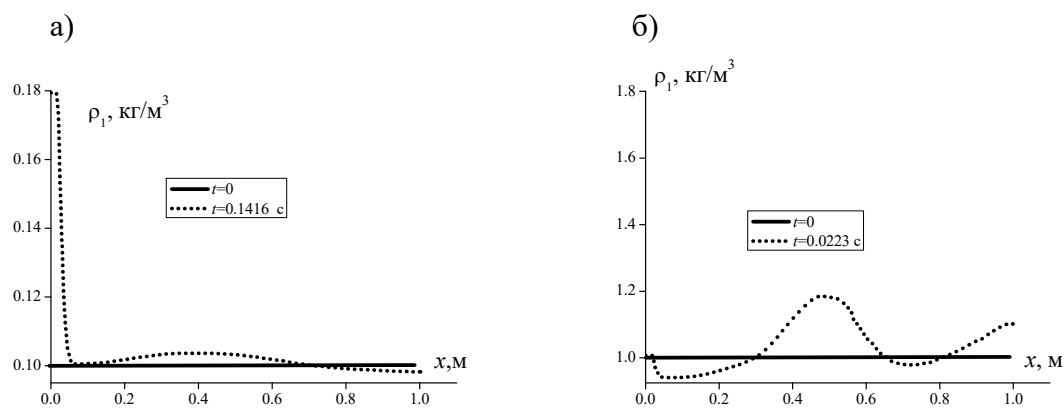 а)
0.18
0.16
0.14
0.12
0.10
ρ₁, кг/м³
t=0
t=0.1416 с
x,м
0.0 0.2 0.4 0.6 0.8 1.0
б)
1.8
1.6
1.4
1.2
1.0
ρ₁, кг/м³
t=0
t=0.0223 с
x, м
0.0 0.2 0.4 0.6 0.8 1.0